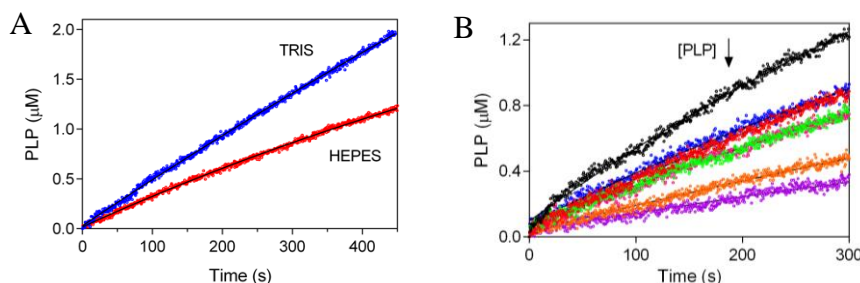 A
PLP (μM)
2.0
1.5
1.0
0.5
0.0
TRIS
HEPES
0 100 200 300 400
Time (s)
B
PLP (μM)
1.2
0.8
0.4
0.0
[PLP]
0 100 200 300
Time (s)